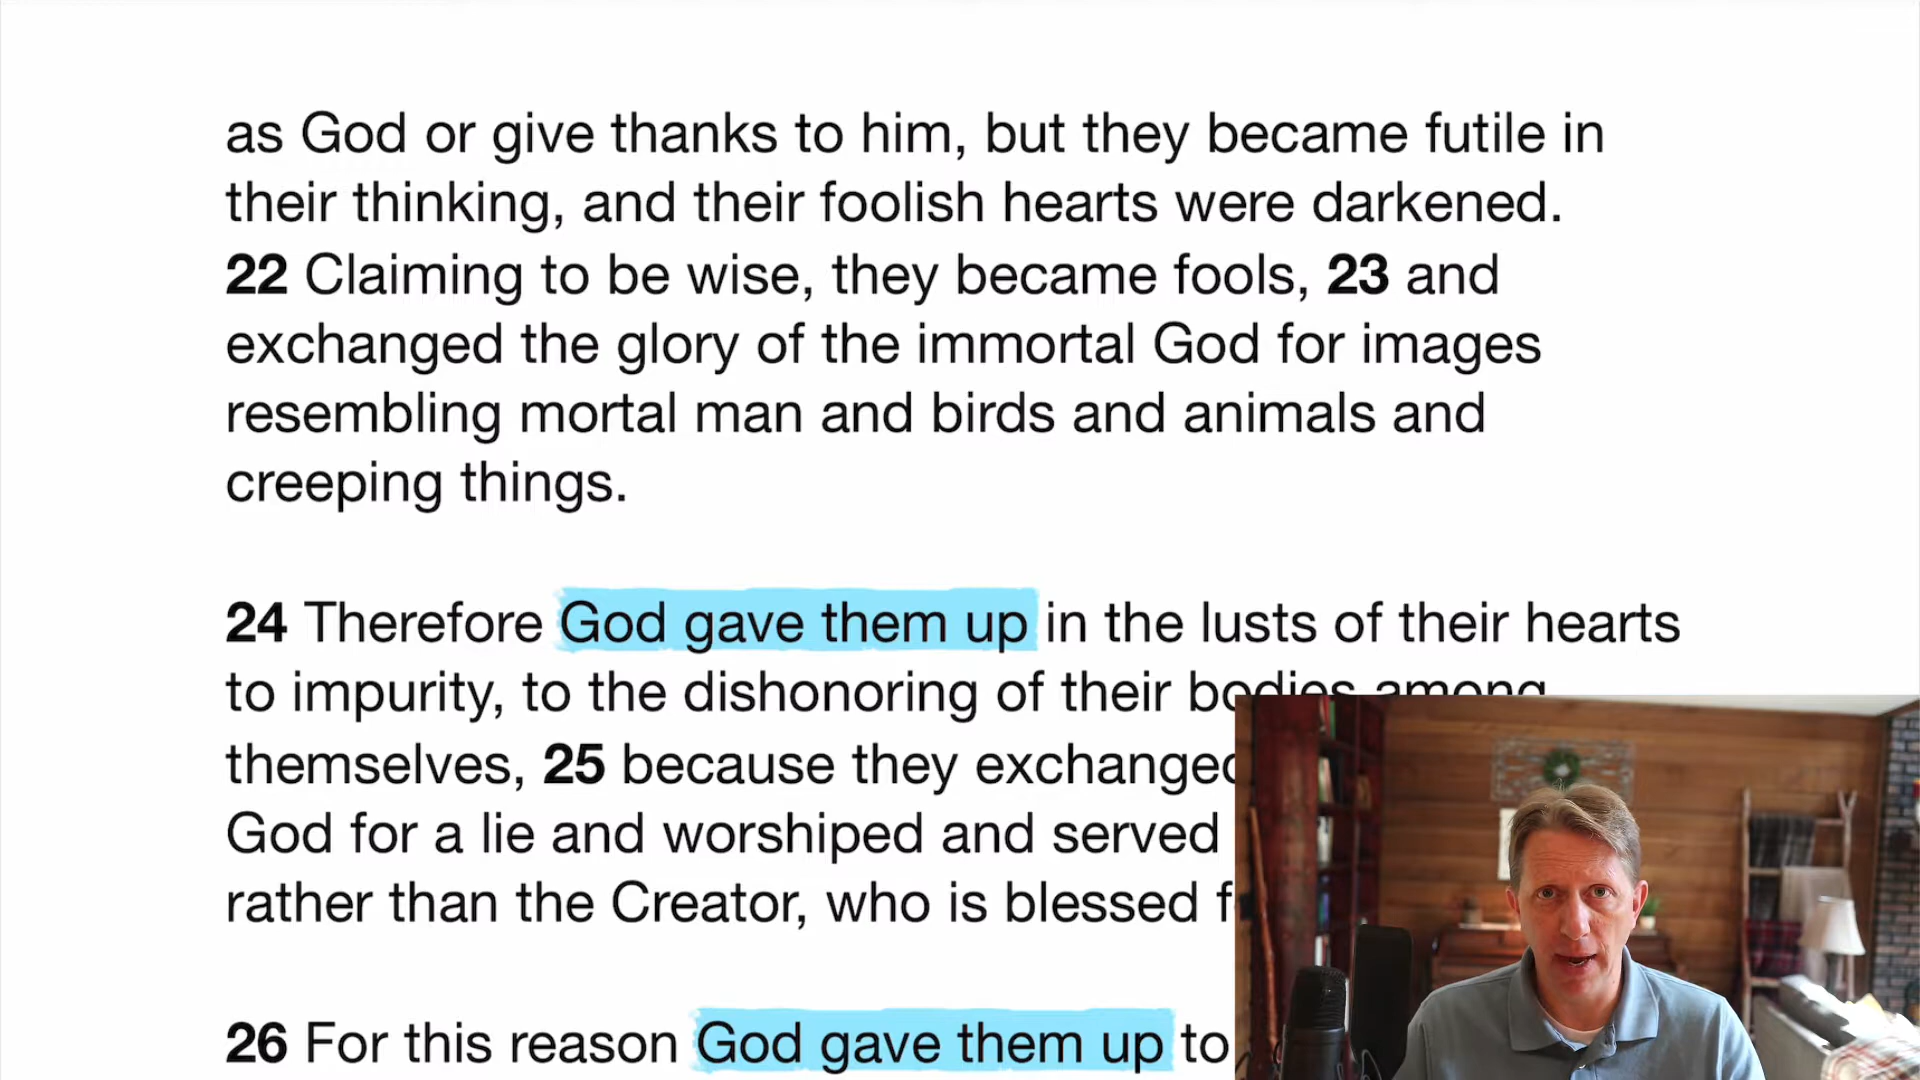 as God or give thanks to him, but they became futile in
their thinking, and their foolish hearts were darkened.
22 Claiming to be wise, they became fools, 23 and
exchanged the glory of the immortal God for images
resembling mortal man and birds and animals and
creeping things.
24 Therefore God gave them up in the lusts of their hearts
to impurity, to the dishonoring of their bodies among
themselves, 25 because they exchanged
God for a lie and worshiped and served
rather than the Creator, who is blessed
26 For this reason God gave them up to